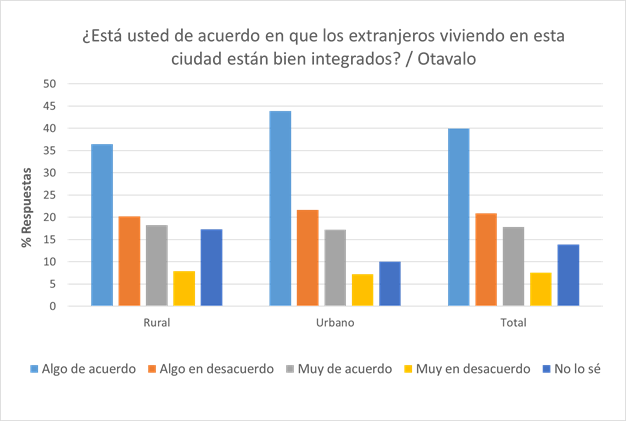 ¿Está usted de acuerdo en que los extranjeros viviendo en esta
ciudad están bien integrados? / Otavalo
50
45
40
35
30
25
20
15
10
5
0
% Respuestas
Rural Urbano Total
Algo de acuerdo Algo en desacuerdo Muy de acuerdo Muy en desacuerdo No lo sé